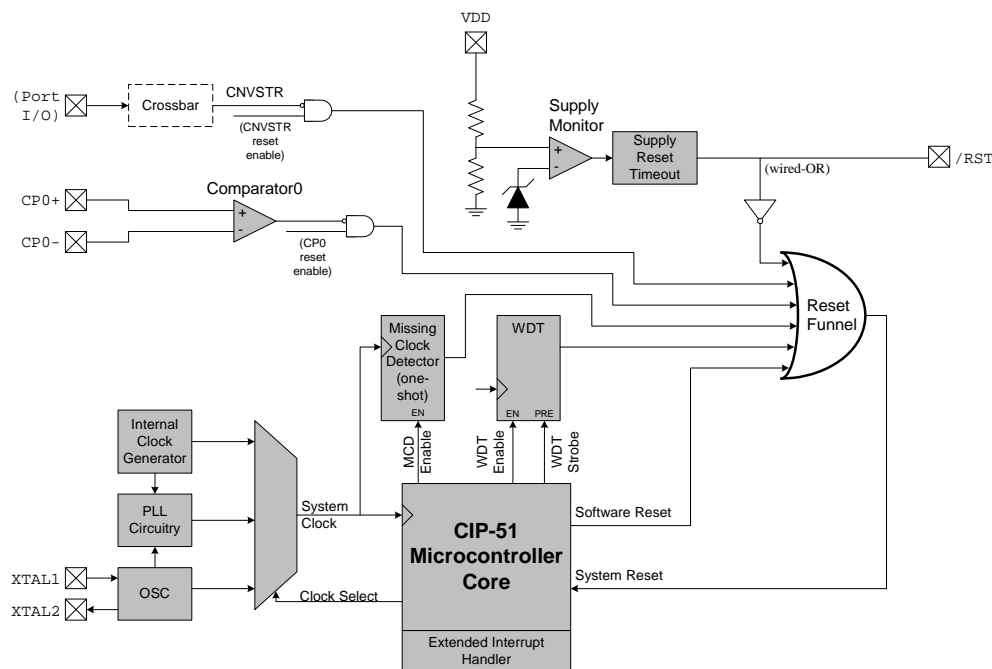 VDD
(Port
I/O)
Crossbar
CNVSTR
(CNVSTR
reset
enable)
Supply
Monitor
+
-
Supply
Reset
Timeout
(wired-OR)
/RST
CP0+
CP0-
Comparator0
+
-
(CP0
reset
enable)
Reset
Funnel
Missing
Clock
Detector
(one-
shot)
EN
WDT
EN
PRE
MCD
Enable
WDT
Enable
WDT
Strobe
Internal
Clock
Generator
PLL
Circuitry
OSC
XTAL1
XTAL2
System
Clock
Clock Select
CIP-51
Microcontroller
Core
Extended Interrupt
Handler
Software Reset
System Reset